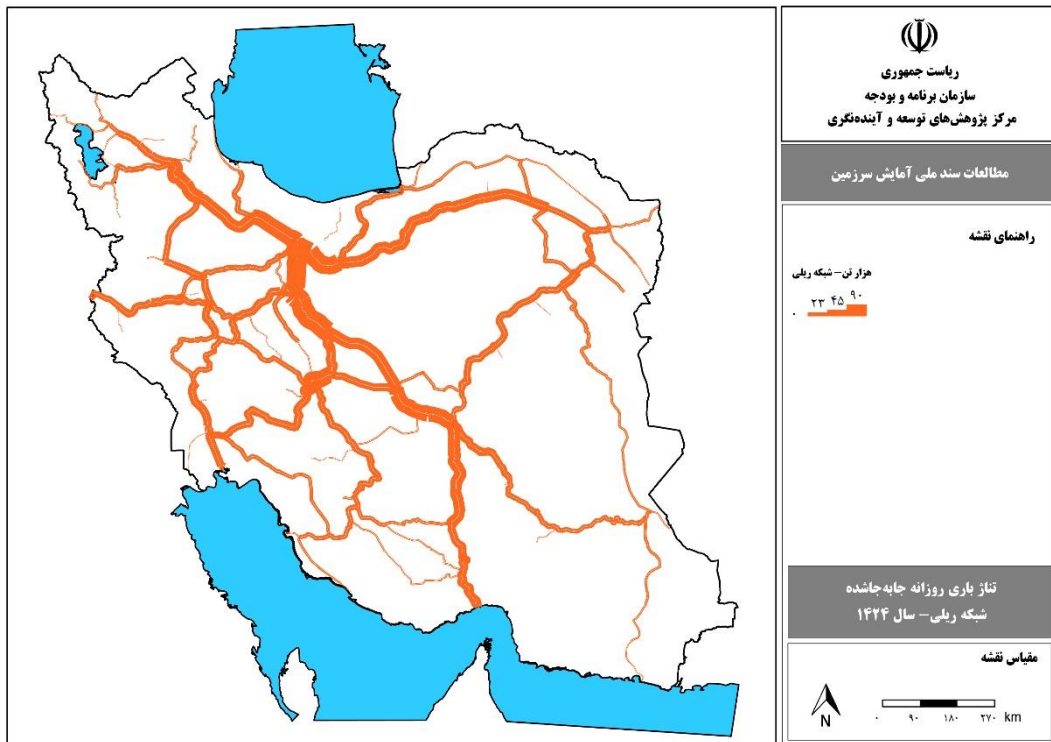 ریاست جمهوری
سازمان برنامه و بودجه
مرکز پژوهش‌های توسعه و آینده‌نگری
مطالعات سند ملی آمایش سرزمین
راهنمای نقشه
هزار تن– شبکه ریلی
۰ ۲۳ ۴۵ ۹۰
تناژ باری روزانه جابه‌جاشده
شبکه ریلی– سال ۱۴۲۴
مقیاس نقشه
N
۰ ۹۰ ۱۸۰ ۲۷۰ km